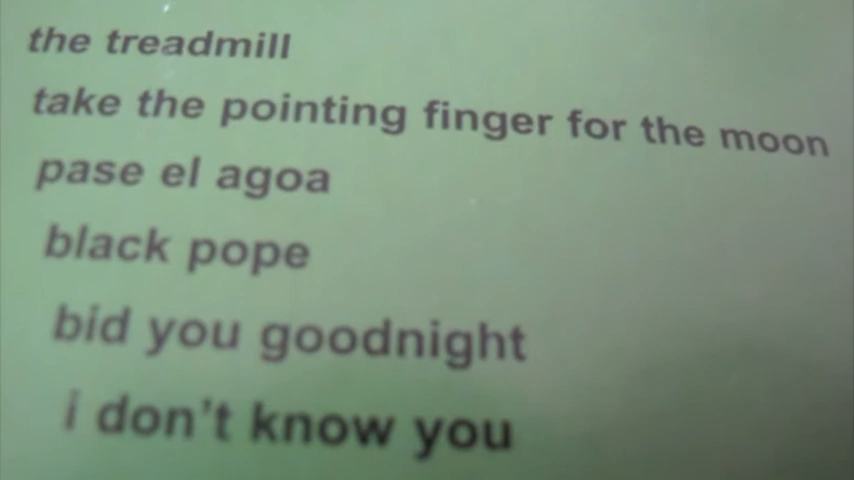 the treadmill
take the pointing finger for the moon
pase el agoa
black pope
bid you goodnight
i don't know you